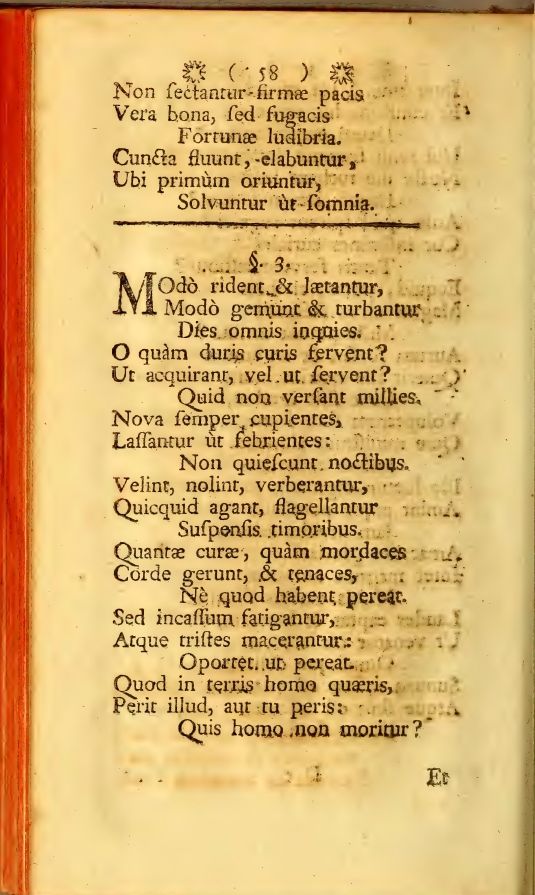 ( 58 )
Non ſectantur firmæ pacis
Vera bona, ſed fugacis
Fortunæ ludibria.
Cuncta fluunt, elabuntur,
Ubi primùm oriuntur,
Solvuntur ùt ſomnia.
§. 3.
MOdò rident & lætantur,
Modò gemunt & turbantur
Dies omnis inquies.
O quàm duris curis fervent?
Ut acquirant, vel ut ſervent?
Quid non verſant millies.
Nova ſemper cupientes,
Laſſantur ùt febrientes:
Non quieſcunt noctibus.
Velint, nolint, verberantur,
Quicquid agant, flagellantur
Suſpenſis timoribus.
Quantæ curæ, quàm mordaces
Corde gerunt, & tenaces,
Nè quod habent pereat.
Sed incaſſum fatigantur,
Atque triſtes macerantur:
Oportet ut pereat.
Quod in terris homo quæris,
Perit illud, aut tu peris:
Quis homo non moritur?
Et